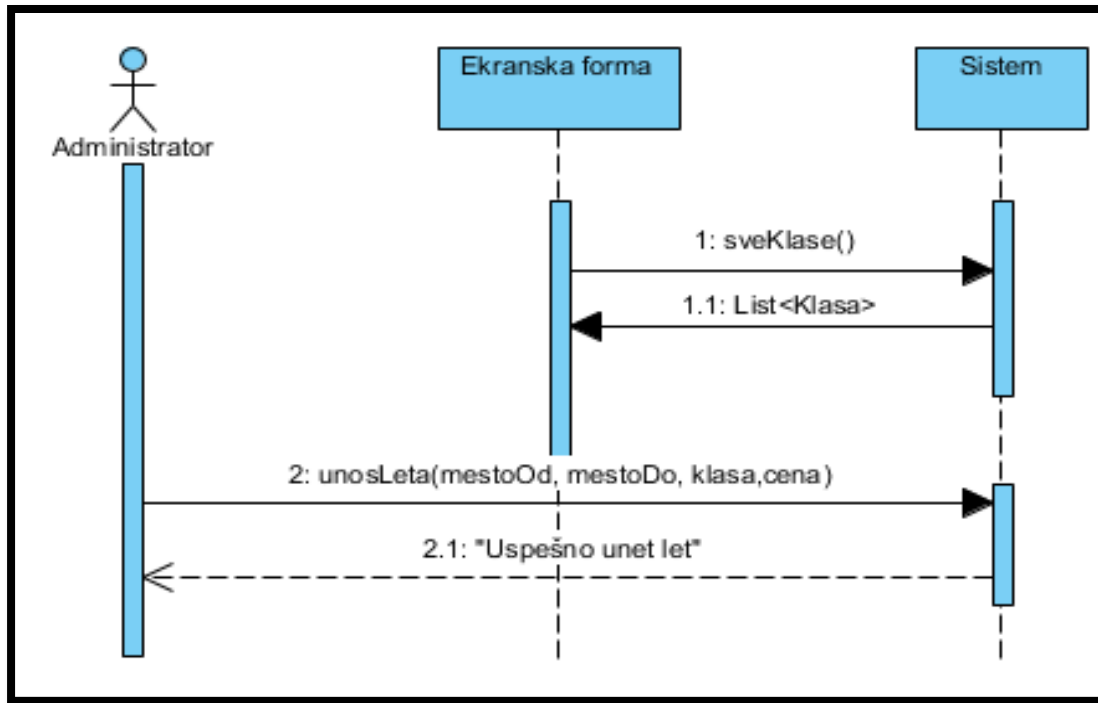 Ekranska forma
Sistem
Administrator
1: sveKlase()
1.1: List<Klasa>
2: unosLeta(mestoOd, mestoDo, klasa,cena)
2.1: "Uspešno unet let"